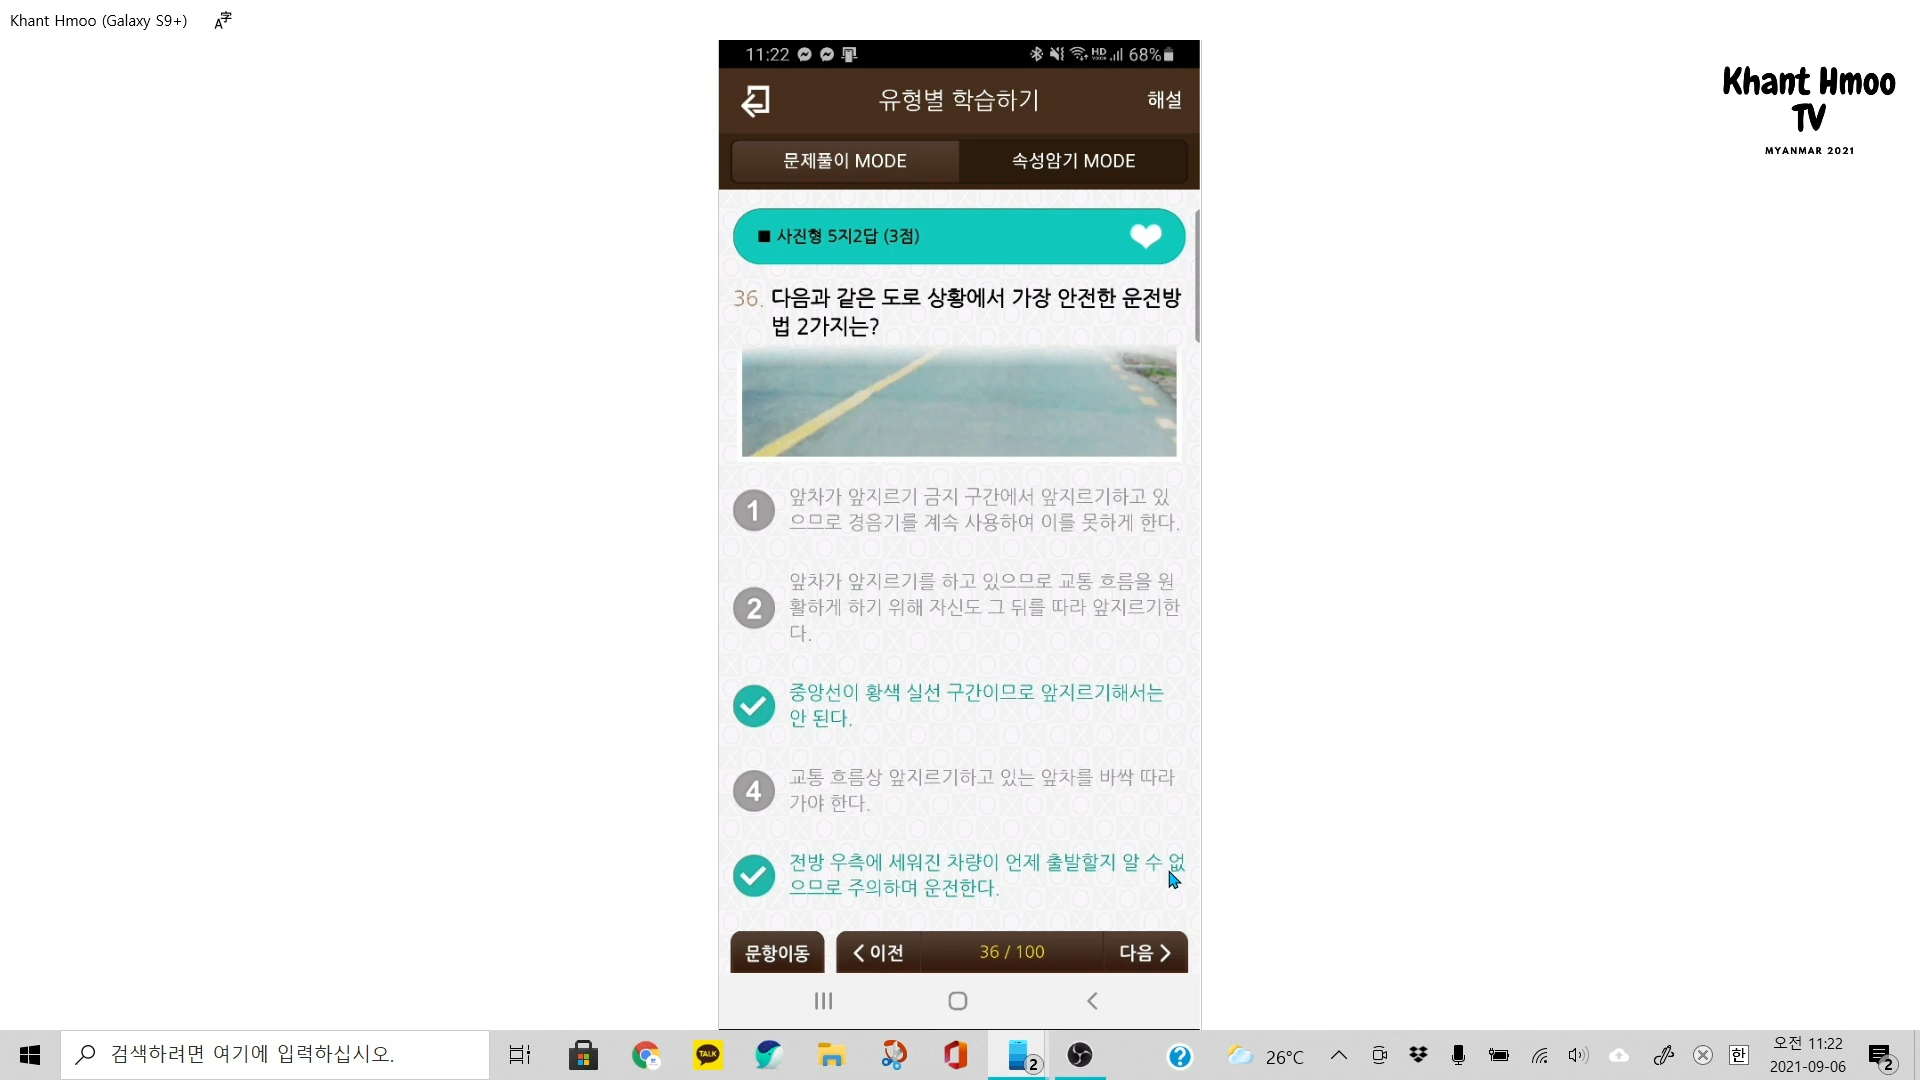 Khant Hmoo (Galaxy S9+)
Khant Hmoo
TV
MYANMAR 2021
11:22
68%
유형별 학습하기
해설
문제풀이 MODE
속성암기 MODE
■ 사진형 5지2답 (3점)
36. 다음과 같은 도로 상황에서 가장 안전한 운전방
법 2가지는?
1 앞차가 앞지르기 금지 구간에서 앞지르기하고 있
으므로 경음기를 계속 사용하여 이를 못하게 한다.
2 앞차가 앞지르기를 하고 있으므로 교통 흐름을 원
활하게 하기 위해 자신도 그 뒤를 따라 앞지르기한
다.
중앙선이 황색 실선 구간이므로 앞지르기해서는
안 된다.
4 교통 흐름상 앞지르기하고 있는 앞차를 바싹 따라
가야 한다.
전방 우측에 세워진 차량이 언제 출발할지 알 수 없
으므로 주의하며 운전한다.
문항이동
이전
36 / 100
다음
검색하려면 여기에 입력하십시오.
TALK
2
26°C
한
오전 11:22
2021-09-06
2